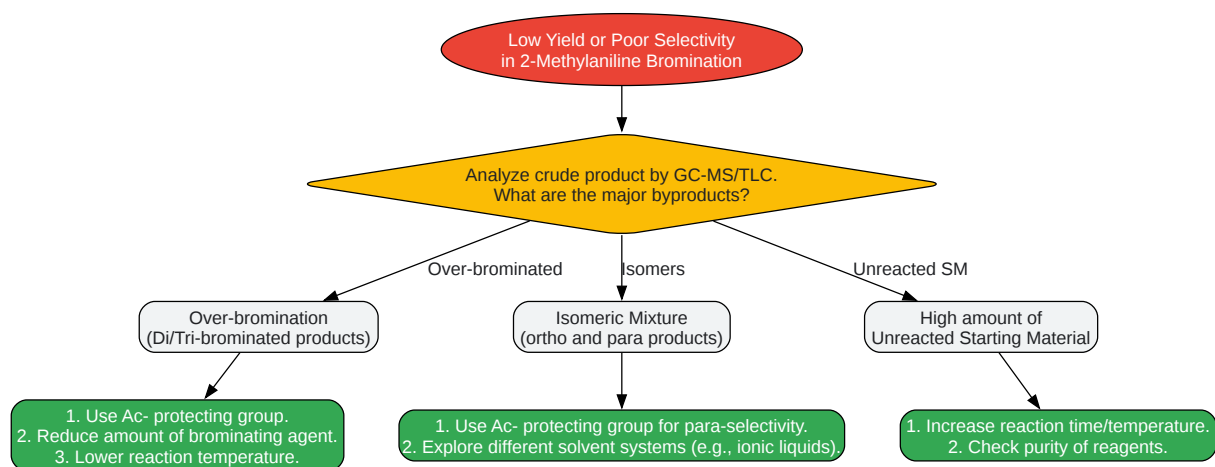 Low Yield or Poor Selectivity
in 2-Methylaniline Bromination
Analyze crude product by GC-MS/TLC.
What are the major byproducts?
Over-brominated
Isomers
Unreacted SM
Over-bromination
(Di/Tri-brominated products)
Isomeric Mixture
(ortho and para products)
High amount of
Unreacted Starting Material
1. Use Ac- protecting group.
2. Reduce amount of brominating agent.
3. Lower reaction temperature.
1. Use Ac- protecting group for para-selectivity.
2. Explore different solvent systems (e.g., ionic liquids).
1. Increase reaction time/temperature.
2. Check purity of reagents.